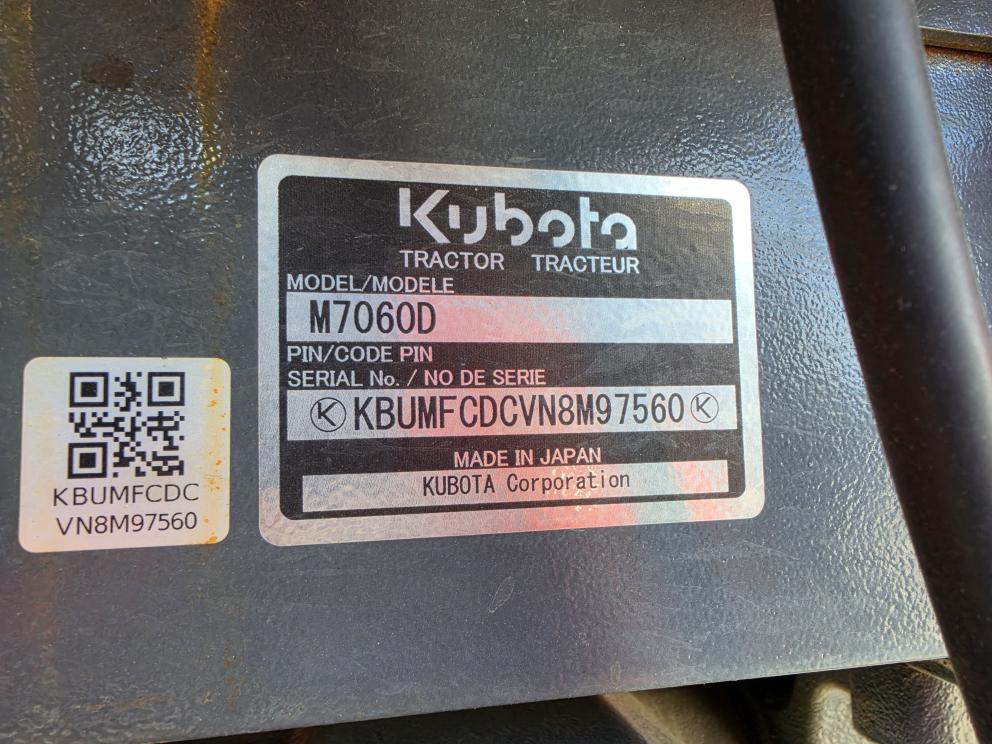 Kubota
TRACTOR TRACTEUR
MODEL/MODELE
M7060D
PIN/CODE PIN
SERIAL No. / NO DE SERIE
Ⓚ KBUMFCDCVN8M97560 Ⓚ
MADE IN JAPAN
KUBOTA Corporation
KBUMFCDC
VN8M97560